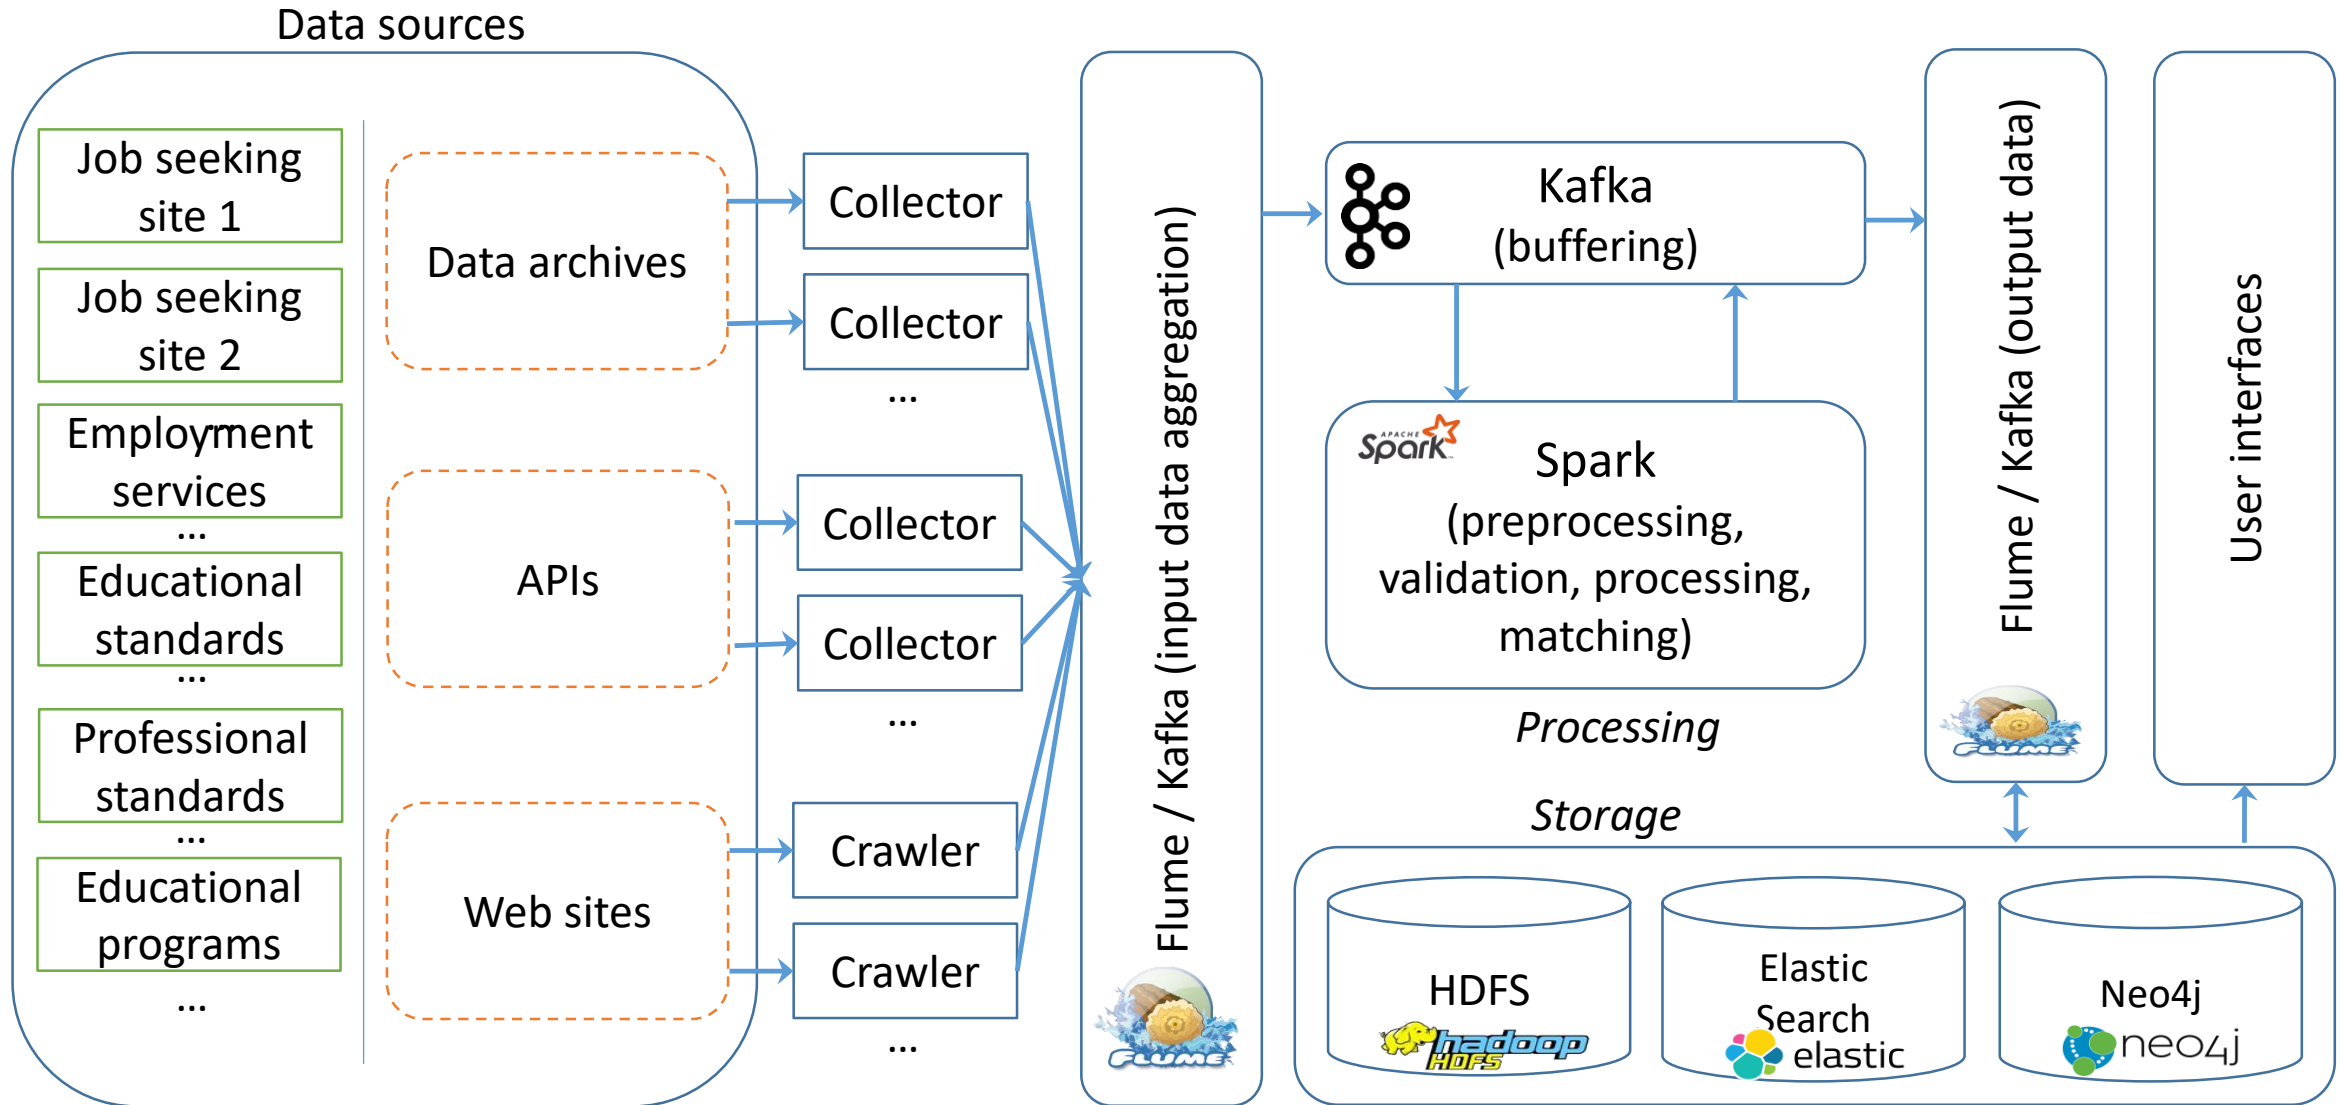 Data sources
Job seeking
site 1
Job seeking
site 2
Employment
services
...
Educational
standards
...
Professional
standards
...
Educational
programs
...
Data archives
APIs
Web sites
Collector
Collector
...
Collector
Collector
...
Crawler
Crawler
...
Flume / Kafka (input data aggregation)
FLUME
Kafka
(buffering)
APACHE
Spark
Spark
(preprocessing,
validation, processing,
matching)
Processing
Storage
HDFS
hadoop
HDFS
Elastic
Search
elastic
Neo4j
neo4j
Flume / Kafka (output data)
FLUME
User interfaces